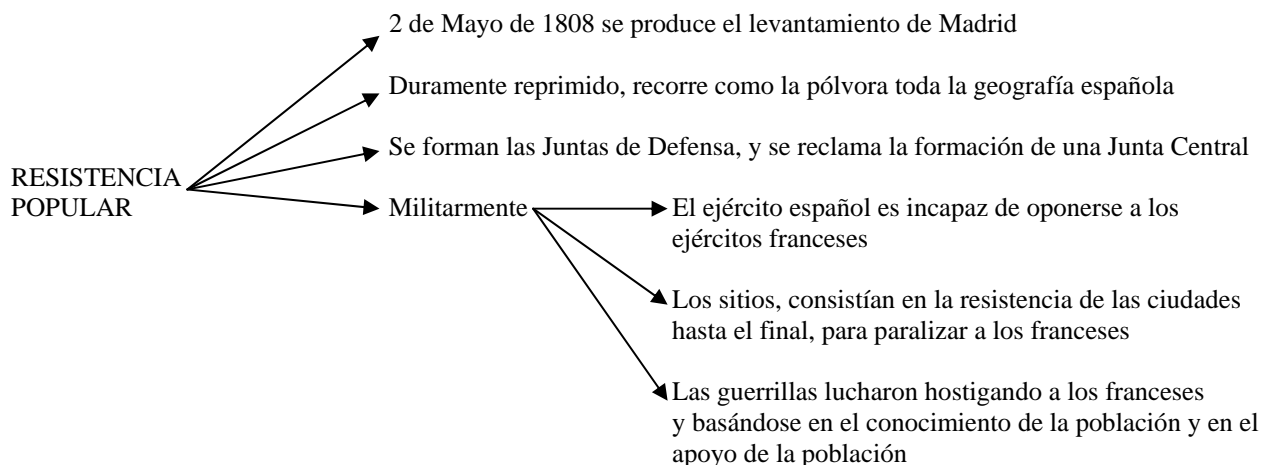 2 de Mayo de 1808 se produce el levantamiento de Madrid
Duramente reprimido, recorre como la pólvora toda la geografía española
Se forman las Juntas de Defensa, y se reclama la formación de una Junta Central
RESISTENCIA
POPULAR
Militarmente
El ejército español es incapaz de oponerse a los
ejércitos franceses
Los sitios, consistían en la resistencia de las ciudades
hasta el final, para paralizar a los franceses
Las guerrillas lucharon hostigando a los franceses
y basándose en el conocimiento de la población y en el
apoyo de la población